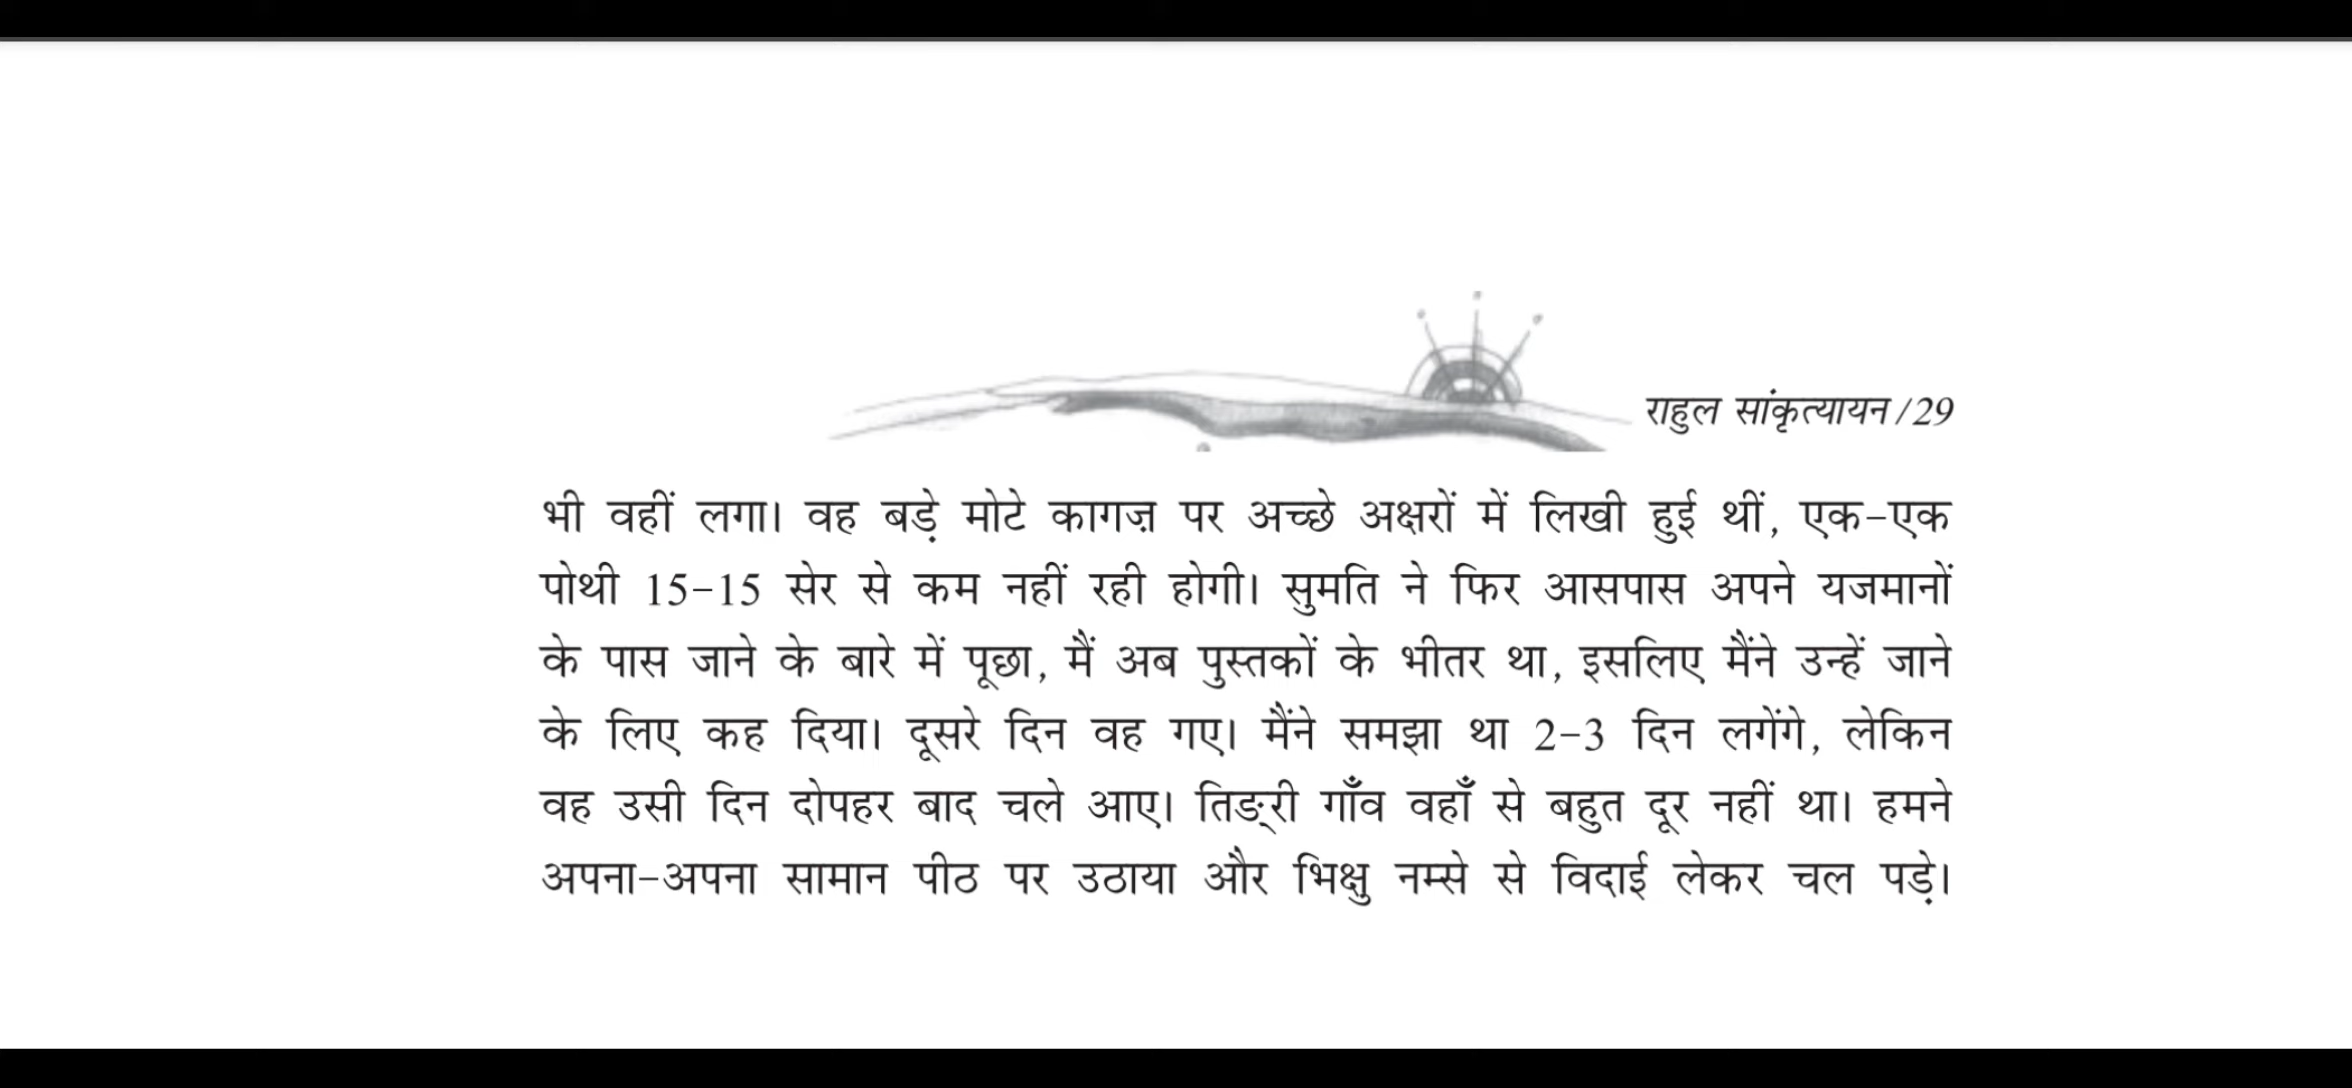 राहुल सांकृत्यायन/29
भी वहीं लगा। वह बड़े मोटे कागज़ पर अच्छे अक्षरों में लिखी हुई थीं, एक-एक
पोथी 15-15 सेर से कम नहीं रही होगी। सुमति ने फिर आसपास अपने यजमानों
के पास जाने के बारे में पूछा, मैं अब पुस्तकों के भीतर था, इसलिए मैंने उन्हें जाने
के लिए कह दिया। दूसरे दिन वह गए। मैंने समझा था 2-3 दिन लगेंगे, लेकिन
वह उसी दिन दोपहर बाद चले आए। तिङ्री गाँव वहाँ से बहुत दूर नहीं था। हमने
अपना-अपना सामान पीठ पर उठाया और भिक्षु नम्से से विदाई लेकर चल पड़े।